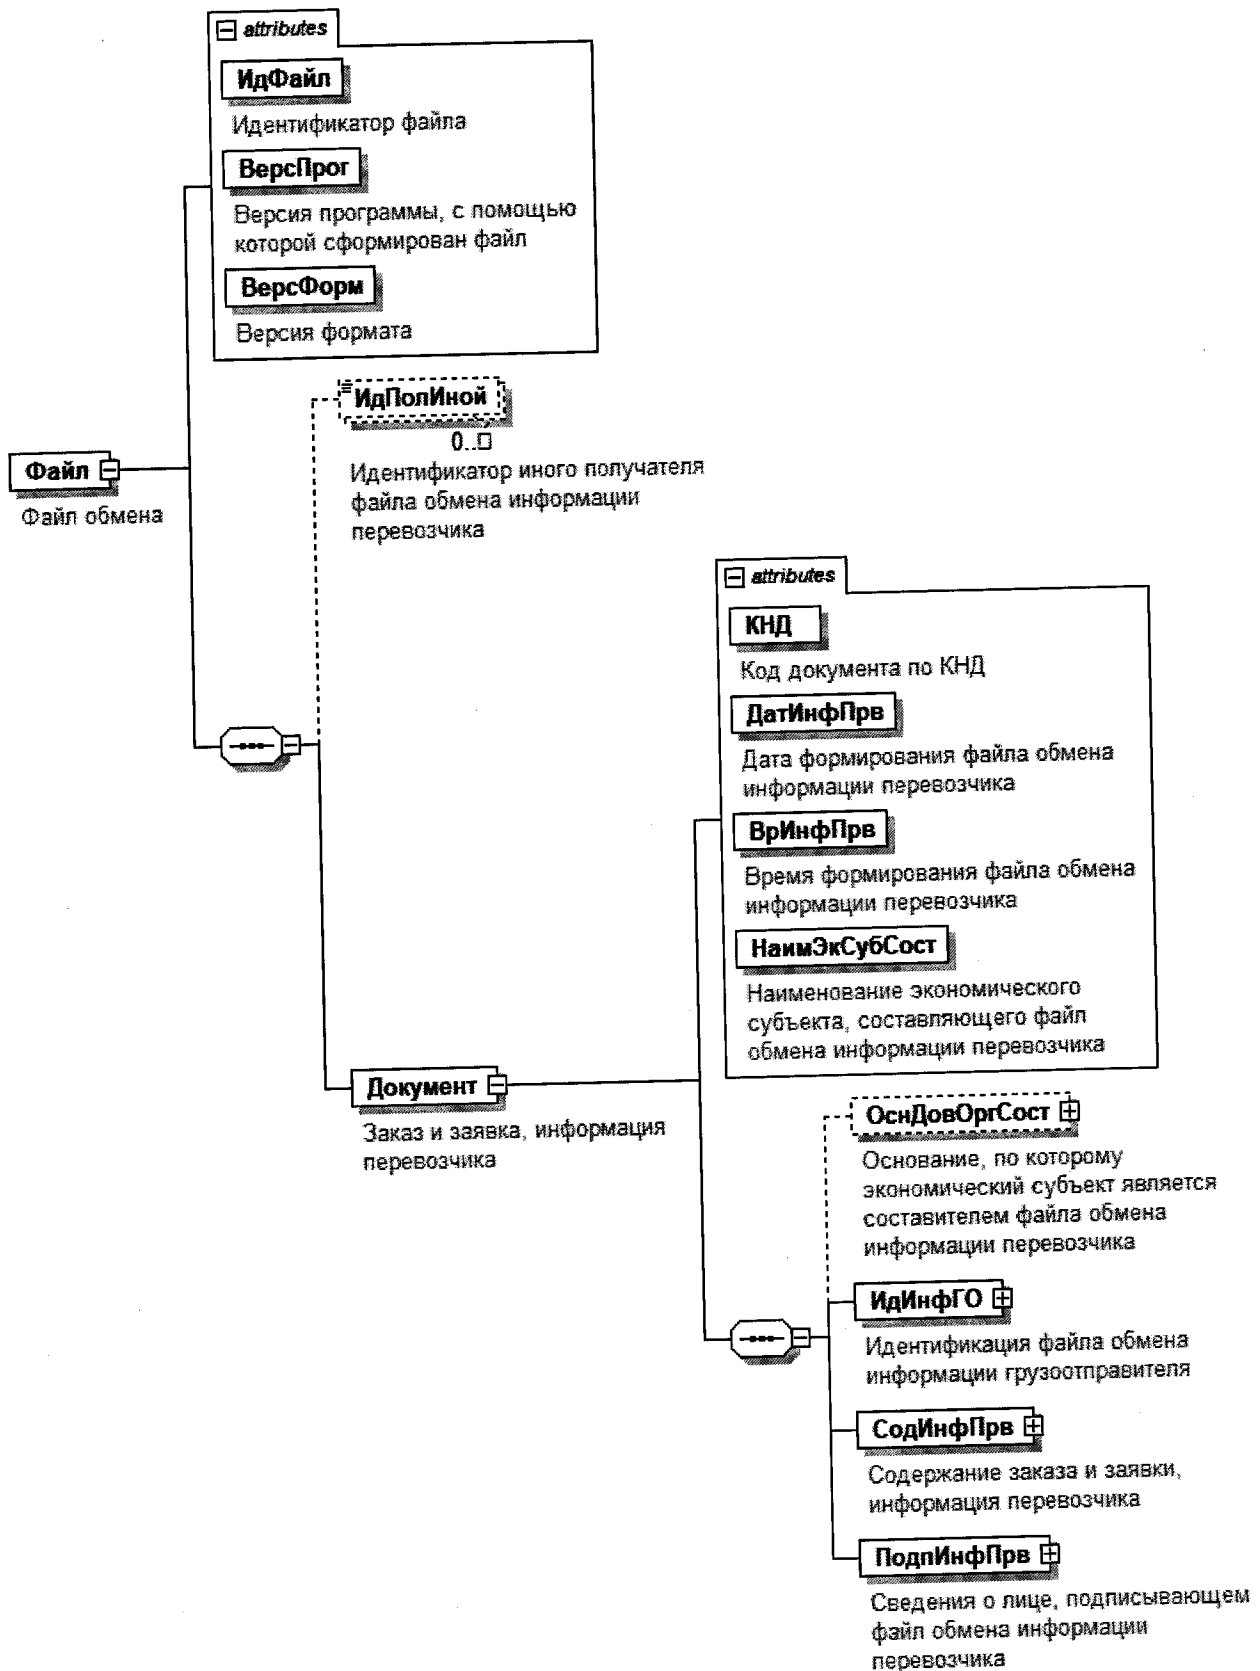 attributes
ИдФайл
Идентификатор файла
ВерсПрог
Версия программы, с помощью
которой сформирован файл
ВерсФорм
Версия формата
ИдПолИной
0..
Идентификатор иного получателя
файла обмена информации
перевозчика
Файл
Файл обмена
attributes
КНД
Код документа по КНД
ДатИнфПрв
Дата формирования файла обмена
информации перевозчика
ВрИнфПрв
Время формирования файла обмена
информации перевозчика
НаимЭкСубСост
Наименование экономического
субъекта, составляющего файл
обмена информации перевозчика
Документ
Заказ и заявка, информация
перевозчика
ОснДовОргСост
Основание, по которому
экономический субъект является
составителем файла обмена
информации перевозчика
ИдИнфГО
Идентификация файла обмена
информации грузоотправителя
СодИнфПрв
Содержание заказа и заявки,
информация перевозчика
ПодпИнфПрв
Сведения о лице, подписывающем
файл обмена информации
перевозчика